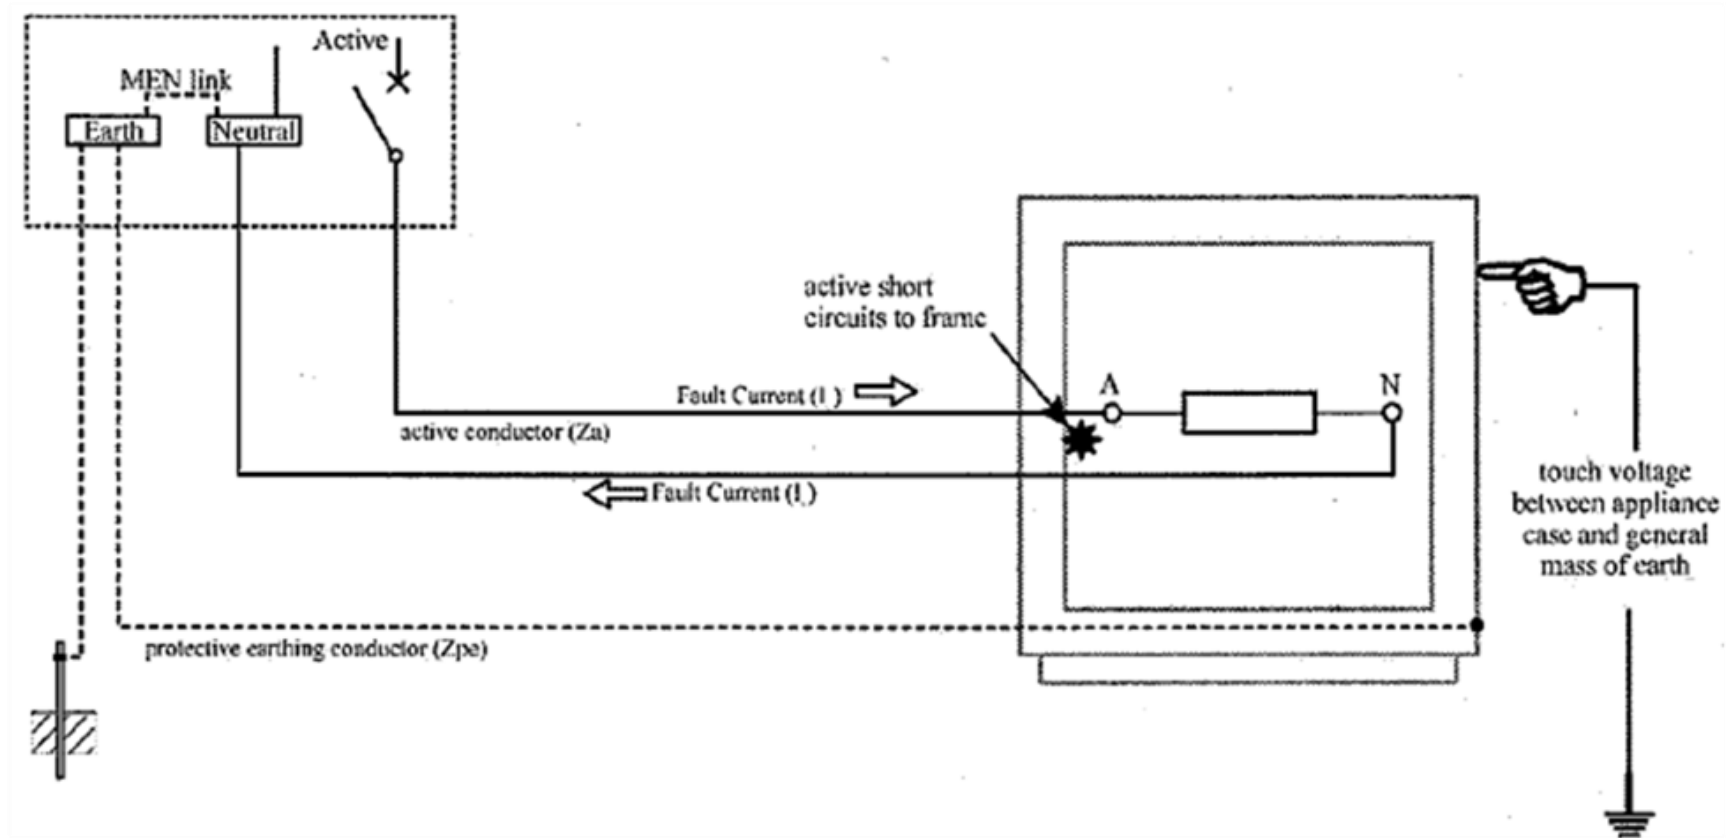 Active
MEN link
Earth
Neutral
active short
circuits to frame
A
N
Fault Current (I )
active conductor (Za)
Fault Current (I )
touch voltage
between appliance
case and general
mass of earth
protective earthing conductor (Zpe)